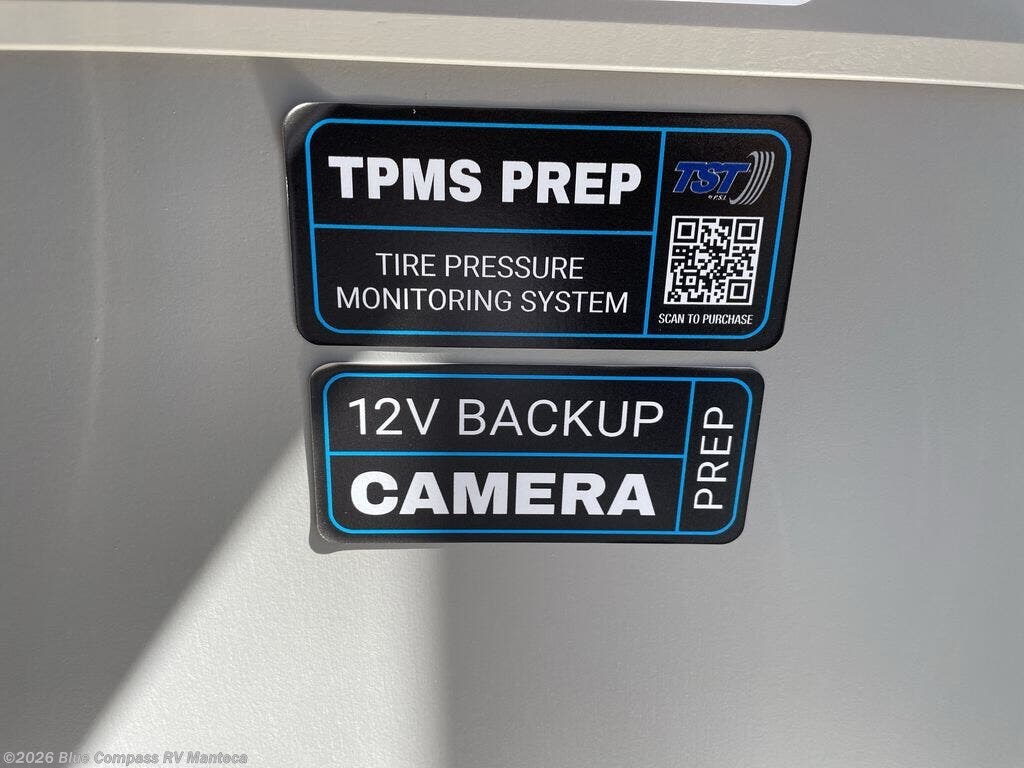 TPMS PREP
TIRE PRESSURE
MONITORING SYSTEM
TST
by P.S.I.
SCAN TO PURCHASE
12V BACKUP
CAMERA
PREP
©2026 Blue Compass RV Manteca